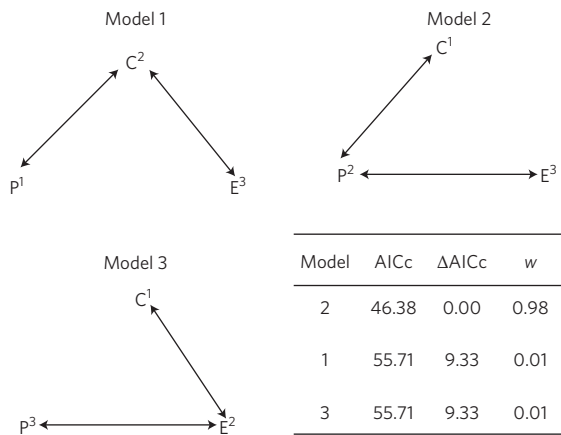 Model 1
C²
P¹
E³
Model 2
C¹
P²
E³
Model 3
C¹
P³
E²
Model AICc ΔAICc w
2 46.38 0.00 0.98
1 55.71 9.33 0.01
3 55.71 9.33 0.01